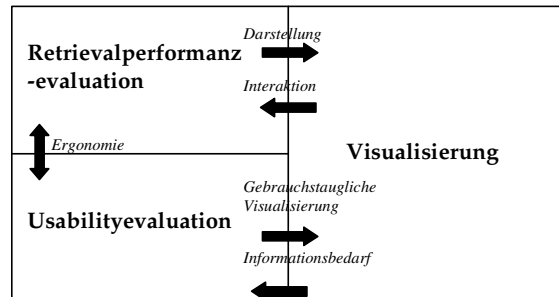 Darstellung
Retrievalperformanz
-evaluation
Interaktion
Ergonomie
Visualisierung
Gebrauchstaugliche
Visualisierung
Usabilityevaluation
Informationsbedarf